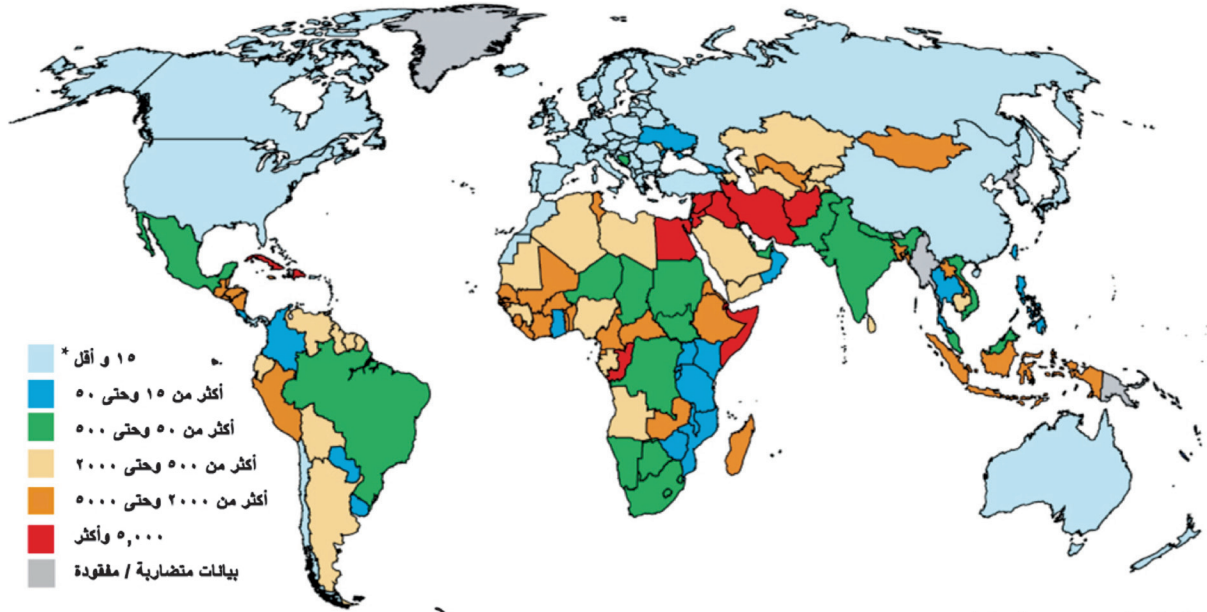 ١٥ و أقل *
أكثر من ١٥ وحتى ٥٠
أكثر من ٥٠ وحتى ٥٠٠
أكثر من ٥٠٠ وحتى ٢٠٠٠
أكثر من ٢٠٠٠ وحتى ٥٠٠٠
٥,٠٠٠ وأكثر
بيانات متضاربة / مفقودة